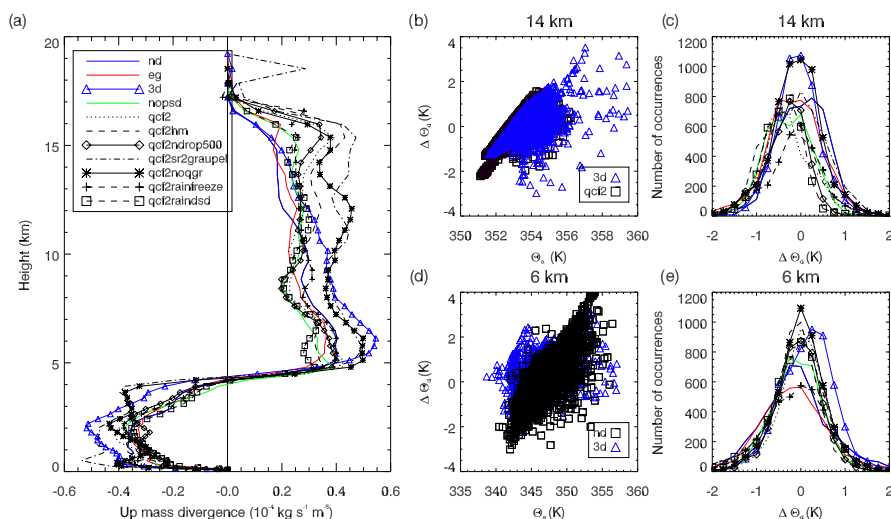 (a)
Height (km)
20
15
10
5
0
nd
eg
3d
nopsd
qcf2
qcf2hm
qcf2ndrop500
qcf2sr2graupel
qcf2noqgr
qcf2rainfreeze
qcf2raindsd
-0.6 -0.4 -0.2 -0.0 0.2 0.4 0.6
Up mass divergence (10⁻⁴ kg s⁻¹ m⁻³)
(b)
14 km
Δ Θd(K)
4
2
0
-2
-4
3d
qcf2
350 352 354 356 358 360
Θe (K)
(c)
14 km
Number of occurrences
1200
1000
800
600
400
200
0
-2 -1 0 1 2
Δ Θd(K)
(d)
6 km
Δ Θd(K)
4
2
0
-2
-4
nd
3d
335 340 345 350 355 360
Θe (K)
(e)
6 km
Number of occurrences
1200
1000
800
600
400
200
0
-2 -1 0 1 2
Δ Θd(K)